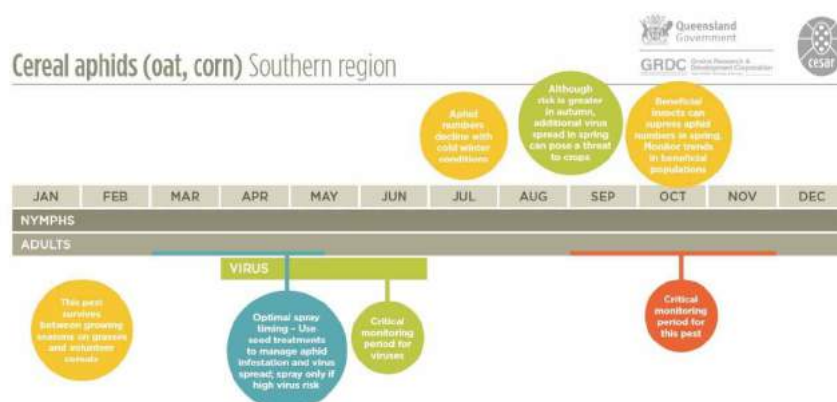 Queensland
Government
Cereal aphids (oat, corn) Southern region
GRDC
Grains Research &
Development Corporation
cesar
Aphid
numbers
decline with
cold winter
conditions
Although
risk is greater
in autumn,
additional virus
spread in spring
can pose a threat
to crops
Beneficial
insects can
supress aphid
numbers in spring.
Monitor trends
in beneficial
populations
JAN FEB MAR APR MAY JUN JUL AUG SEP OCT NOV DEC
NYMPHS
ADULTS
VIRUS
This pest
survives
between growing
seasons on grasses
and volunteer
cereals
Optimal spray
timing – Use
seed treatments
to manage aphid
infestation and virus
spread; spray only if
high virus risk
Critical
monitoring
period for
viruses
Critical
monitoring
period for
this pest